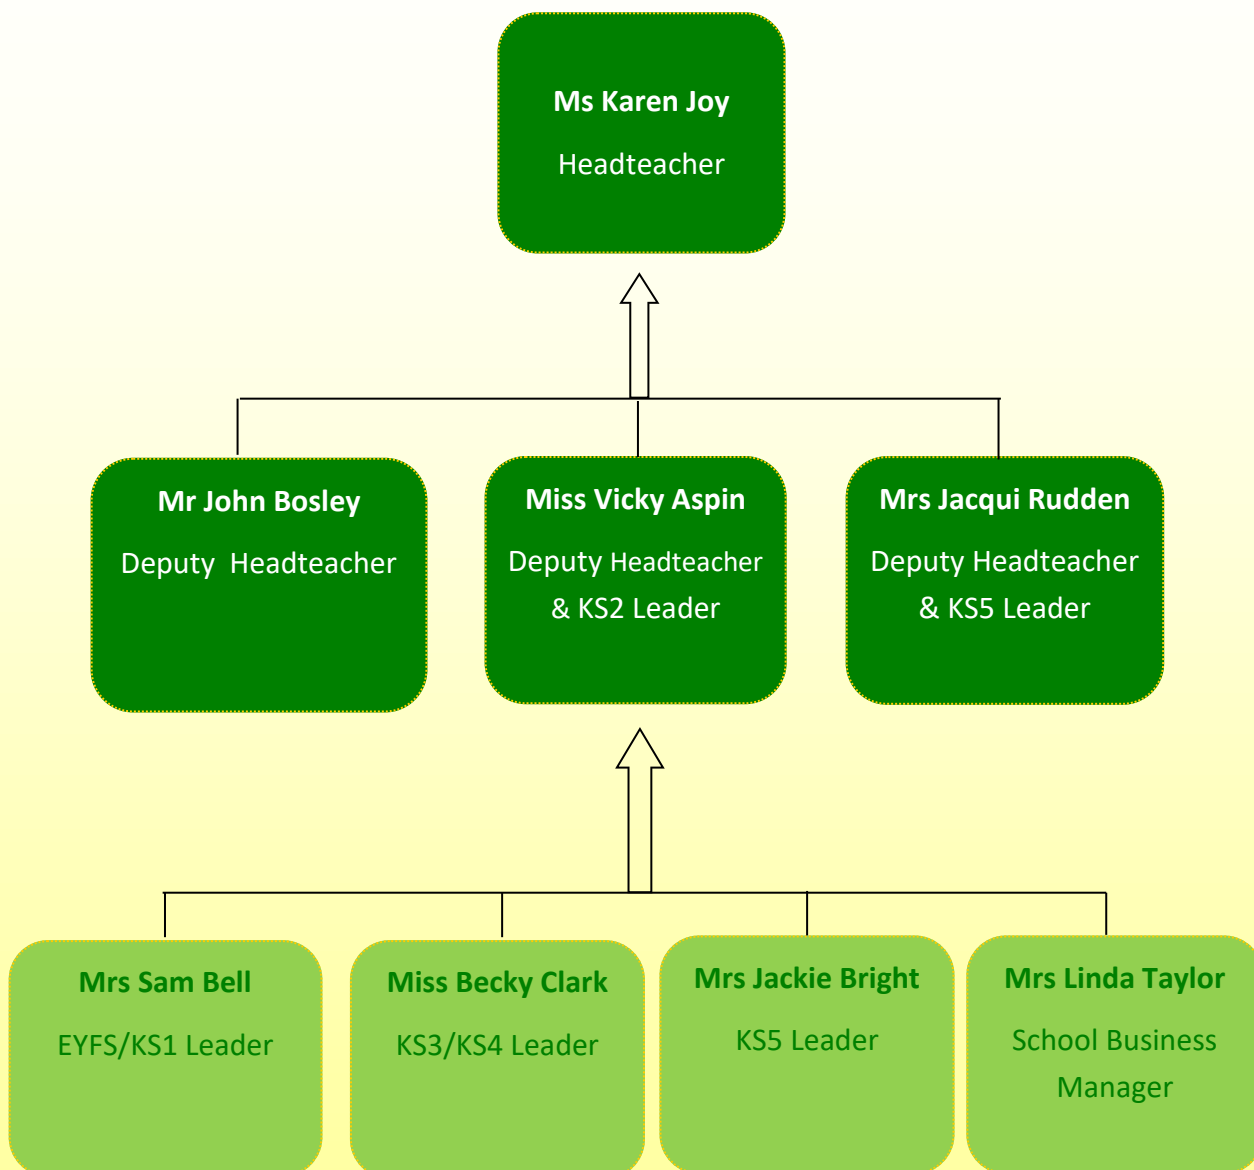 Ms Karen Joy
Headteacher
Mr John Bosley
Deputy Headteacher
Miss Vicky Aspin
Deputy Headteacher
& KS2 Leader
Mrs Jacqui Rudden
Deputy Headteacher
& KS5 Leader
Mrs Sam Bell
EYFS/KS1 Leader
Miss Becky Clark
KS3/KS4 Leader
Mrs Jackie Bright
KS5 Leader
Mrs Linda Taylor
School Business
Manager